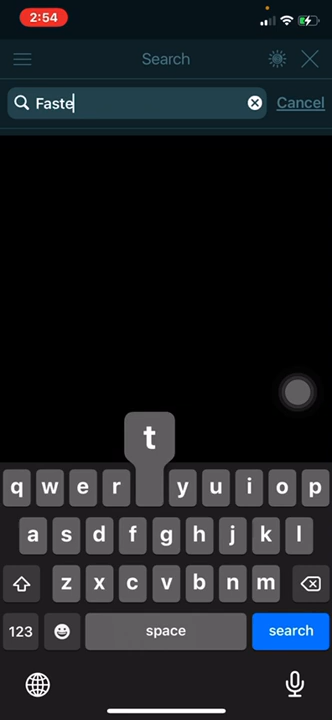 2:54
Search
Faste
Cancel
t
q w e r y u i o p
a s d f g h j k l
z x c v b n m
123 space search